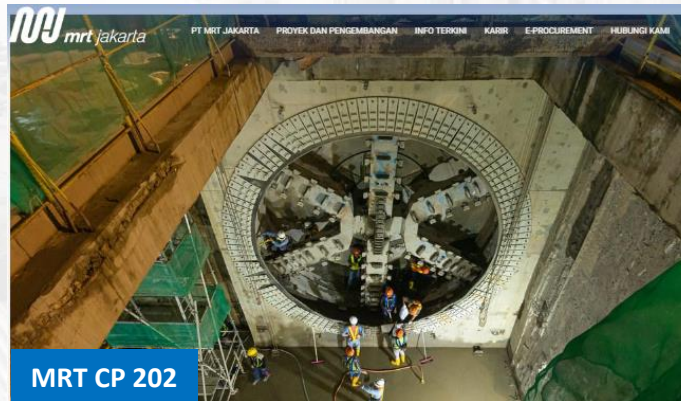 mrt jakarta
PT MRT JAKARTA PROYEK DAN PENGEMBANGAN INFO TERKINI KARIR E-PROCUREMENT HUBUNGI KAMI
MRT CP 202